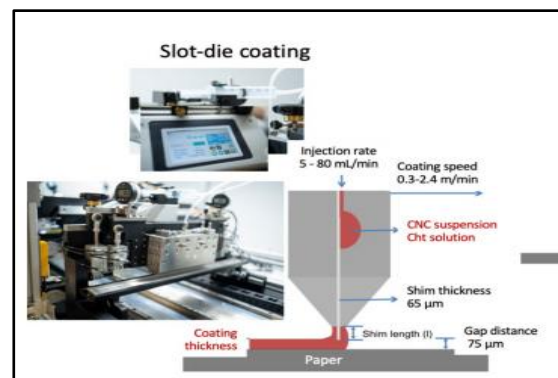 Slot-die coating
Injection rate
5 - 80 mL/min
Coating speed
0.3-2.4 m/min
CNC suspension
Cht solution
Shim thickness
65 µm
Shim length (l)
Gap distance
75 µm
Coating
thickness
Paper